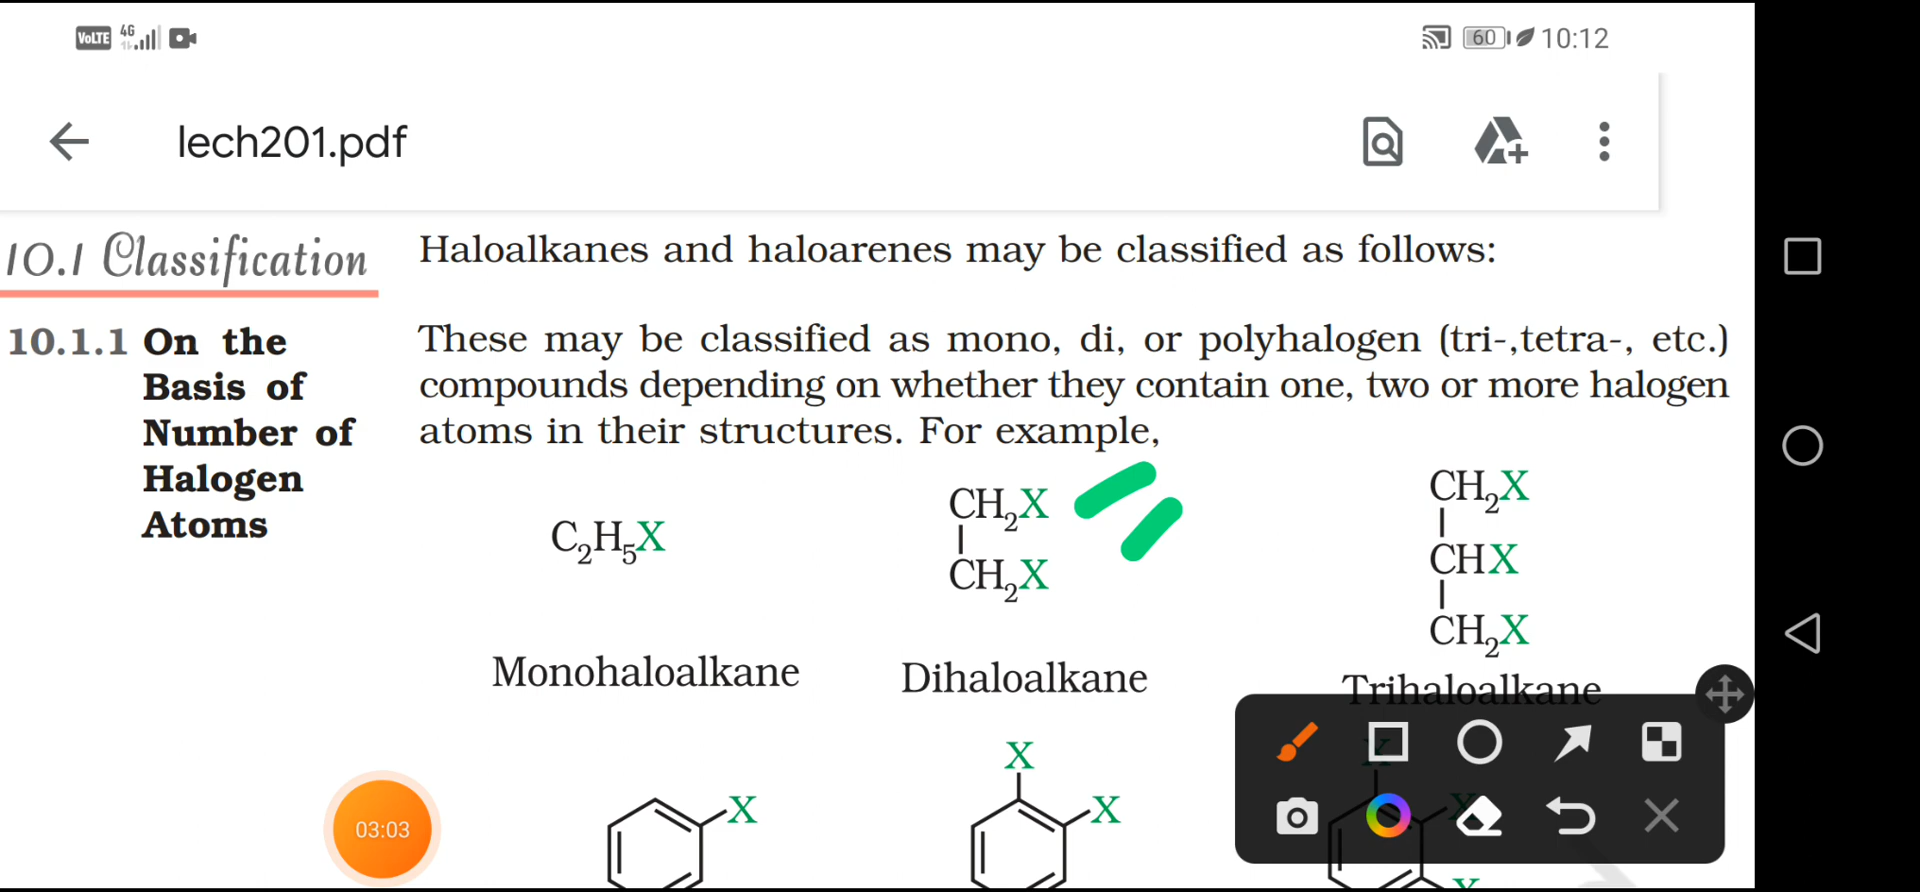 VoLTE 4G 60 10:12
lech201.pdf
10.1 Classification
Haloalkanes and haloarenes may be classified as follows:
10.1.1 On the Basis of Number of Halogen Atoms
These may be classified as mono, di, or polyhalogen (tri-,tetra-, etc.)
compounds depending on whether they contain one, two or more halogen
atoms in their structures. For example,
C₂H₅X
CH₂X
CH₂X
CH₂X
CHX
CH₂X
Monohaloalkane
Dihaloalkane
Trihaloalkane
X
X
X
X
X
X
03:03